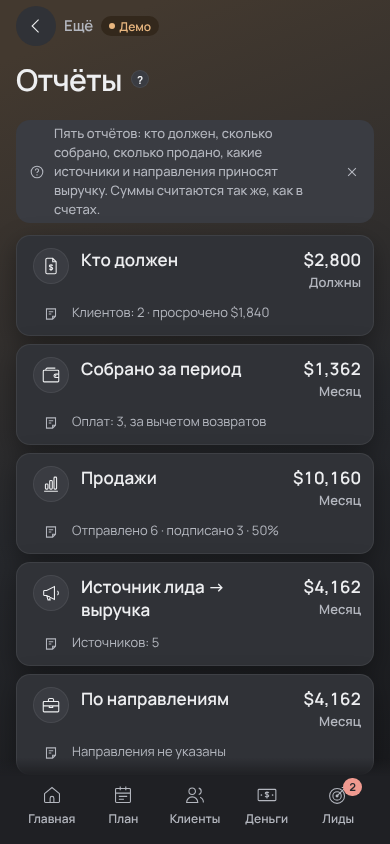 Ещё
Демо
Отчёты ?
Пять отчётов: кто должен, сколько
собрано, сколько продано, какие
источники и направления приносят
выручку. Суммы считаются так же, как в
счетах.
Кто должен $2,800
Должны
Клиентов: 2 · просрочено $1,840
Собрано за период $1,362
Месяц
Оплат: 3, за вычетом возвратов
Продажи $10,160
Месяц
Отправлено 6 · подписано 3 · 50%
Источник лида → $4,162
выручка Месяц
Источников: 5
По направлениям $4,162
Месяц
Направления не указаны
2
Главная План Клиенты Деньги Лиды